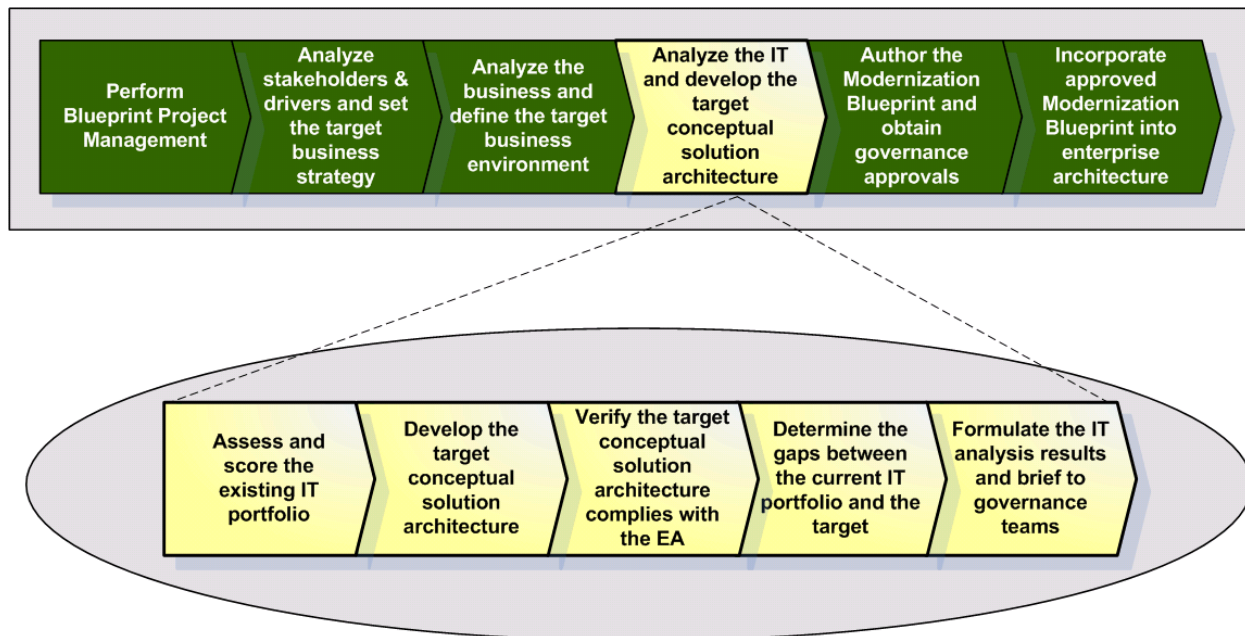 Perform
Blueprint Project
Management
Analyze
stakeholders &
drivers and set
the target
business
strategy
Analyze the
business and
define the target
business
environment
Analyze the IT
and develop the
target
conceptual
solution
architecture
Author the
Modernization
Blueprint and
obtain
governance
approvals
Incorporate
approved
Modernization
Blueprint into
enterprise
architecture
Assess and
score the
existing IT
portfolio
Develop the
target
conceptual
solution
architecture
Verify the target
conceptual
solution
architecture
complies with
the EA
Determine the
gaps between
the current IT
portfolio and the
target
Formulate the IT
analysis results
and brief to
governance
teams